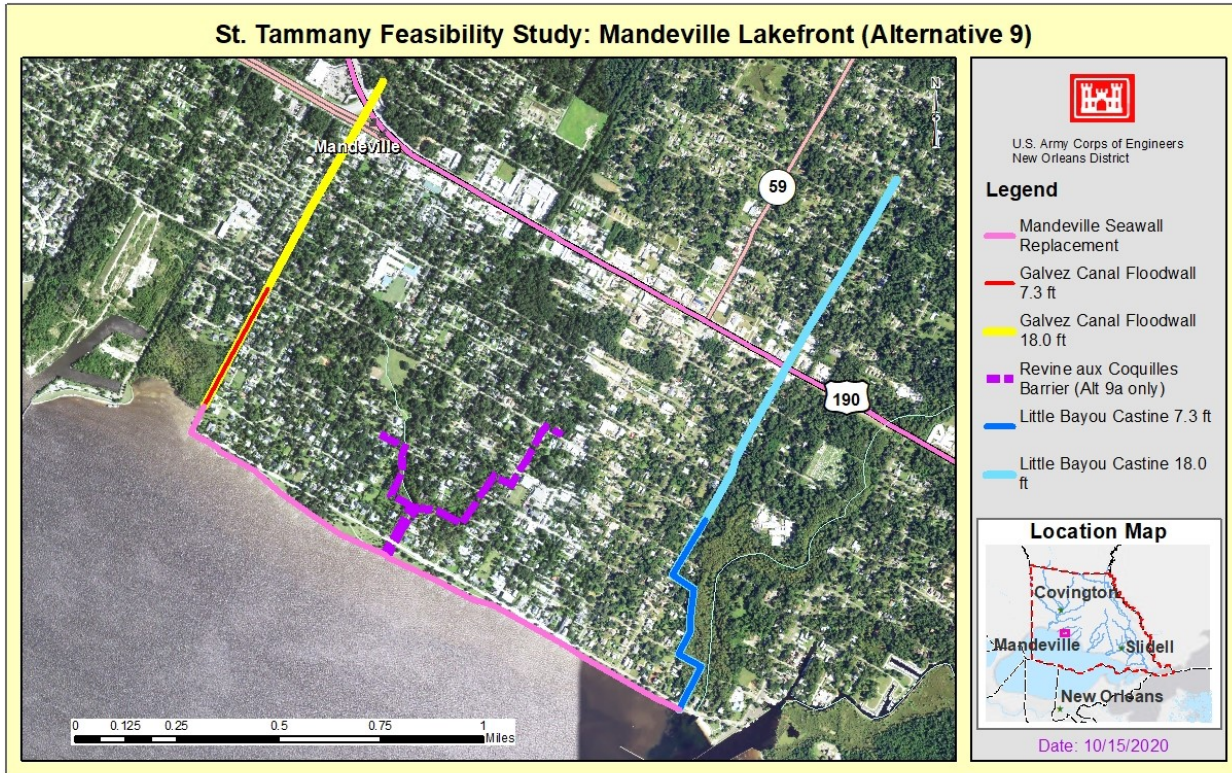 St. Tammany Feasibility Study: Mandeville Lakefront (Alternative 9)
N
Mandeville
59
190
0 0.125 0.25 0.5 0.75 1
Miles
U.S. Army Corps of Engineers
New Orleans District
Legend
Mandeville Seawall
Replacement
Galvez Canal Floodwall
7.3 ft
Galvez Canal Floodwall
18.0 ft
Revine aux Coquilles
Barrier (Alt 9a only)
Little Bayou Castine 7.3 ft
Little Bayou Castine 18.0
ft
Location Map
Covington
Mandeville
Slidell
New Orleans
Date: 10/15/2020